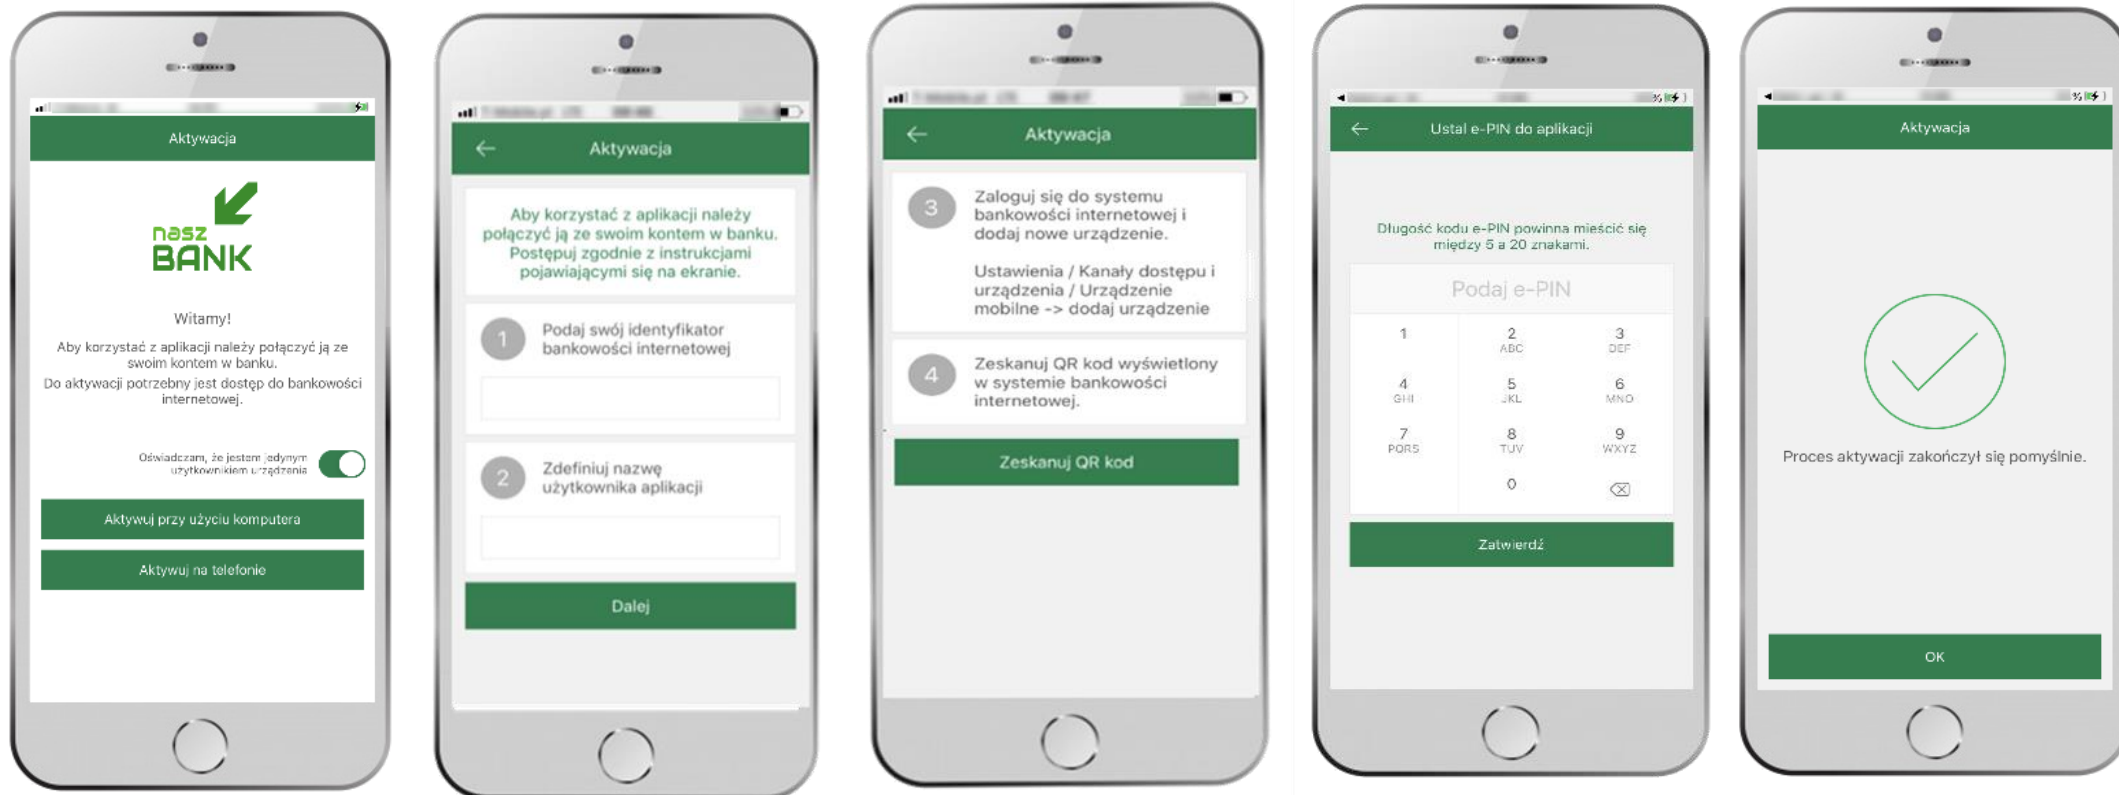 Aktywacja
nasz
BANK
Witamy!
Aby korzystać z aplikacji należy połączyć ją ze
swoim kontem w banku.
Do aktywacji potrzebny jest dostęp do bankowości
internetowej.
Oświadczam, że jestem jedynym
użytkownikiem urządzenia
Aktywuj przy użyciu komputera
Aktywuj na telefonie
Aktywacja
Aby korzystać z aplikacji należy
połączyć ją ze swoim kontem w banku.
Postępuj zgodnie z instrukcjami
pojawiającymi się na ekranie.
1
Podaj swój identyfikator
bankowości internetowej
2
Zdefiniuj nazwę
użytkownika aplikacji
Dalej
Aktywacja
3
Zaloguj się do systemu
bankowości internetowej i
dodaj nowe urządzenie.
Ustawienia / Kanały dostępu i
urządzenia / Urządzenie
mobilne -> dodaj urządzenie
4
Zeskanuj QR kod wyświetlony
w systemie bankowości
internetowej.
Zeskanuj QR kod
%
Ustal e-PIN do aplikacji
Długość kodu e-PIN powinna mieścić się
między 5 a 20 znakami.
Podaj e-PIN
1 2 3
ABC DEF
4 5 6
GHI JKL MNO
7 8 9
PQRS TUV WXYZ
0
Zatwierdź
%
Aktywacja
Proces aktywacji zakończył się pomyślnie.
OK